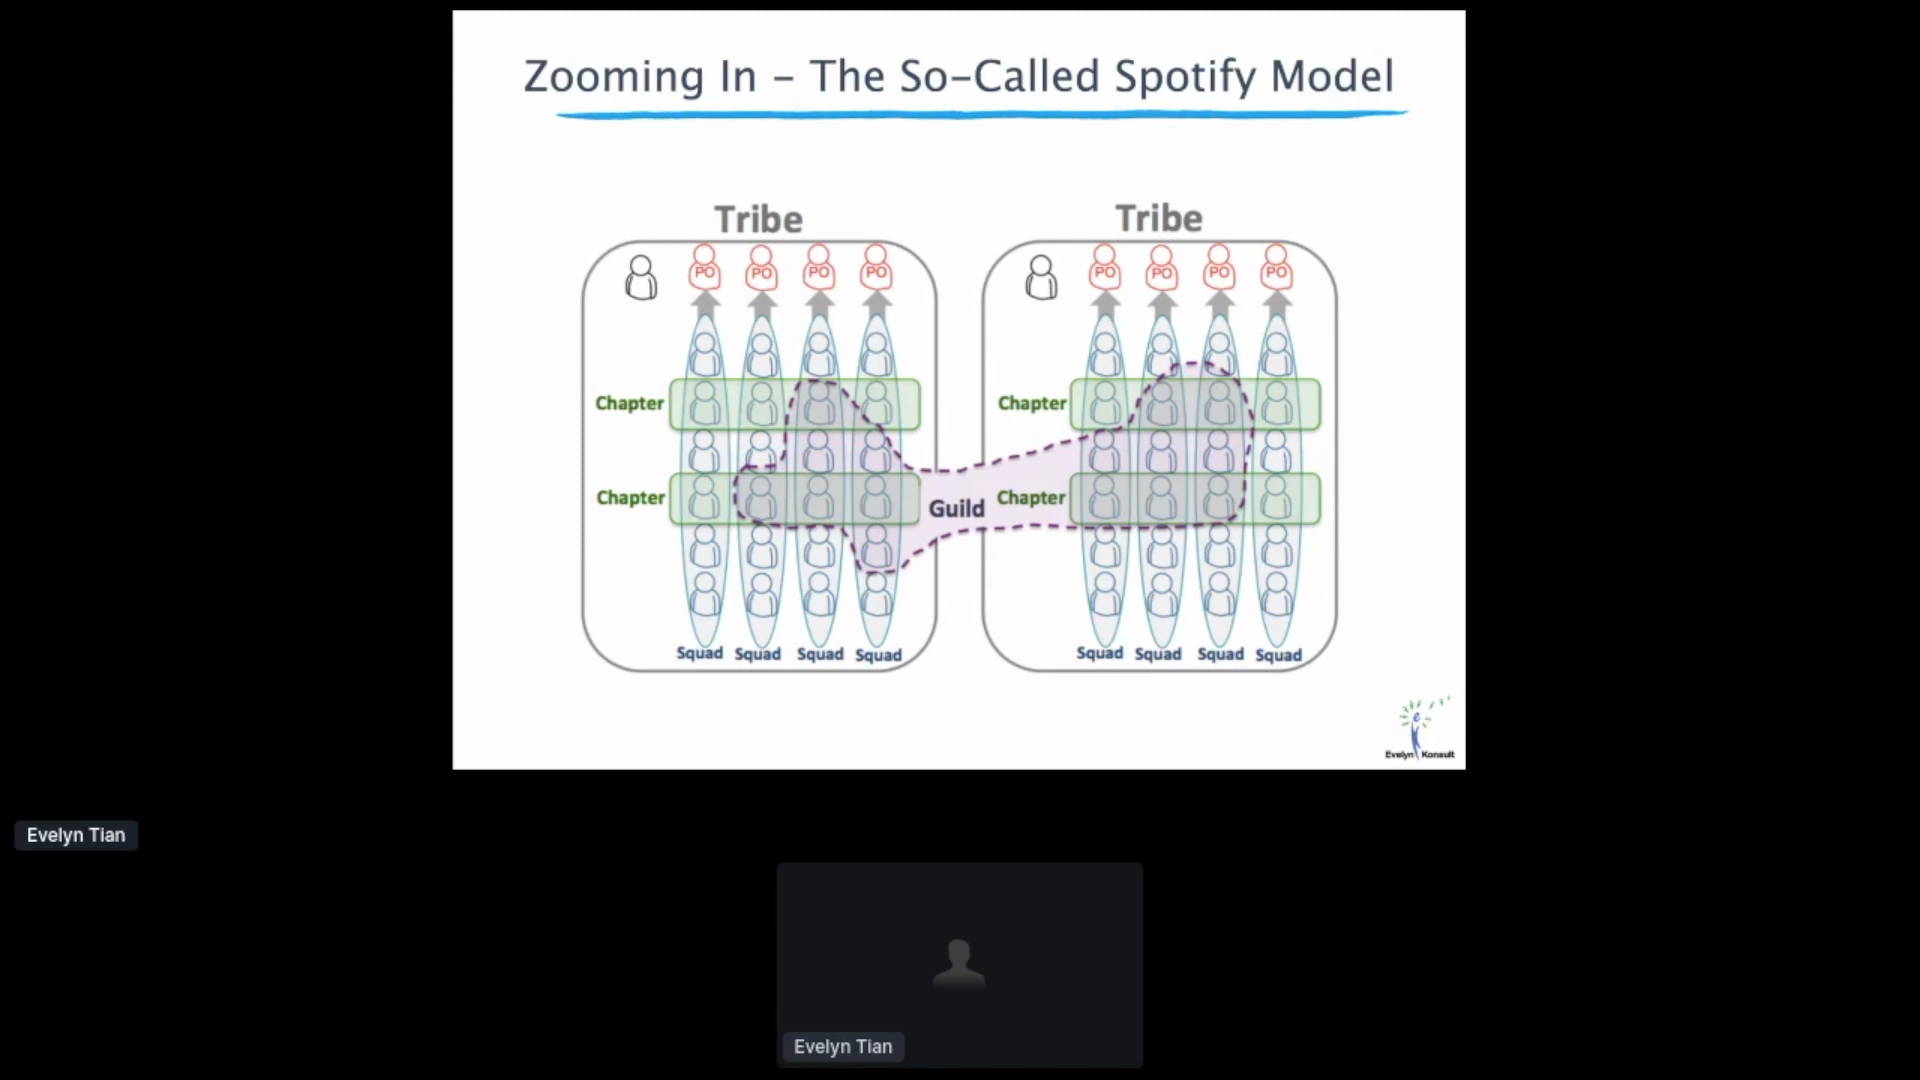 Zooming In – The So-Called Spotify Model
Tribe
Tribe
PO PO PO PO
PO PO PO PO
Chapter
Chapter
Chapter
Guild
Chapter
Squad Squad Squad Squad
Squad Squad Squad Squad
e
Evelyn Konsult
Evelyn Tian
Evelyn Tian